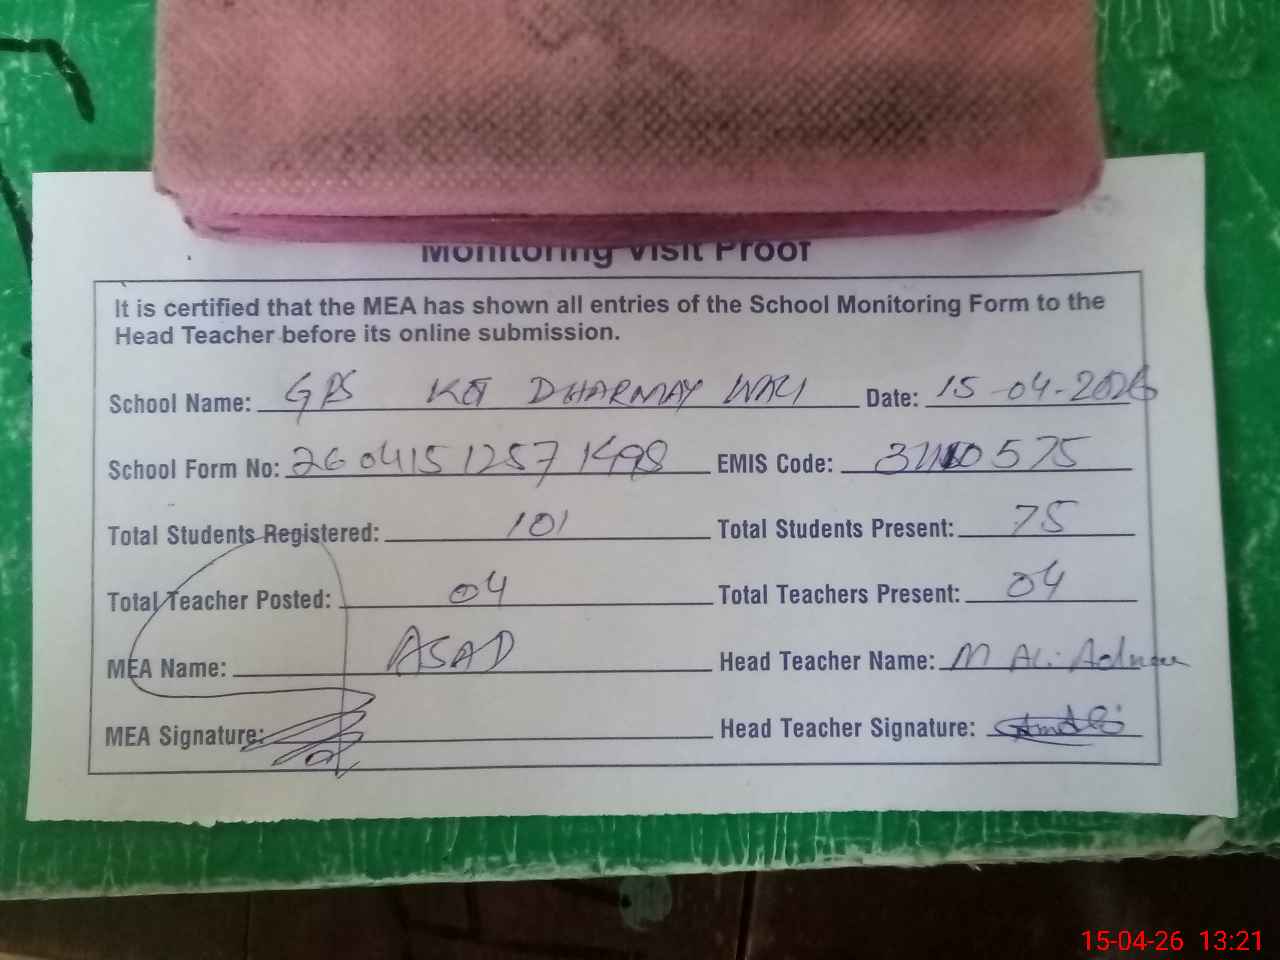 Monitoring Visit Proof
It is certified that the MEA has shown all entries of the School Monitoring Form to the
Head Teacher before its online submission.
School Name: GPS KOT DHARMAY WALI Date: 15-04-2026
School Form No: 26 0415 1257 1498 EMIS Code:
Total Students Registered: 101 Total Students Present: 75
Total Teacher Posted: 04 Total Teachers Present: 04
MEA Name: ASAD Head Teacher Name: M Ali Adnan
MEA Signature: Head Teacher Signature:
15-04-26 13:21